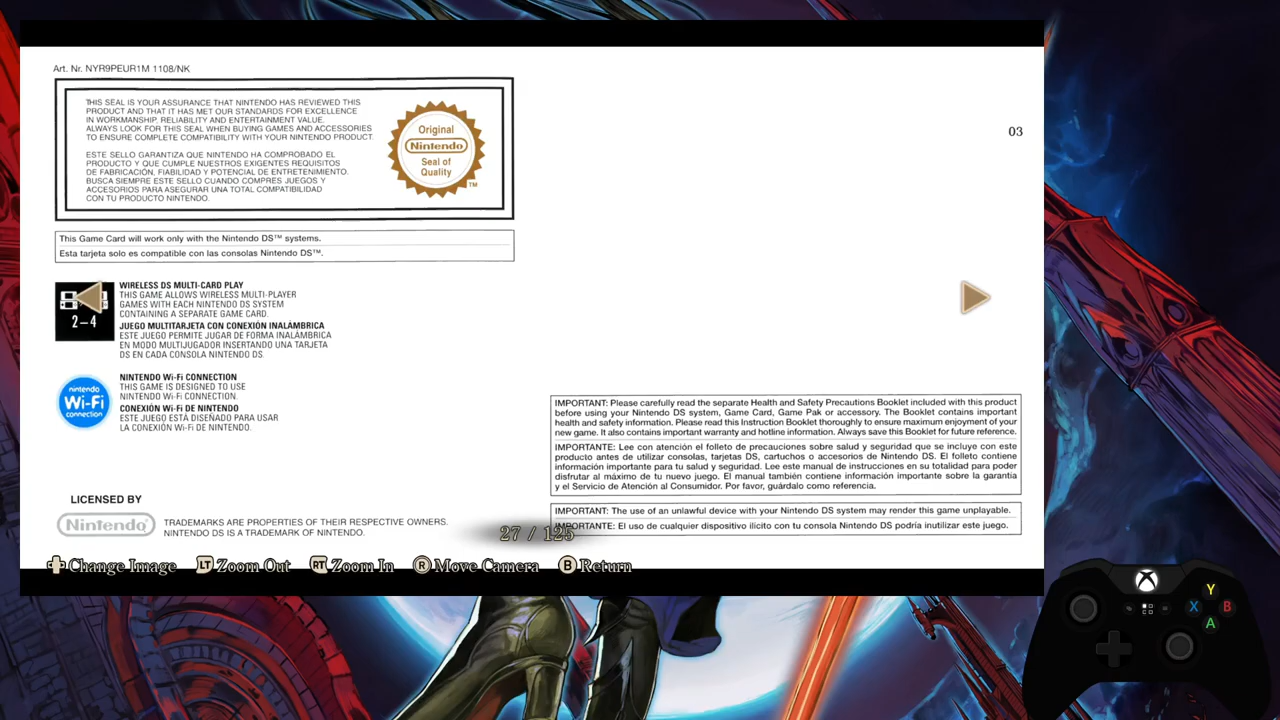 Art. Nr. NYR9PEUR1M 1108/NK
THIS SEAL IS YOUR ASSURANCE THAT NINTENDO HAS REVIEWED THIS
PRODUCT AND THAT IT HAS MET OUR STANDARDS FOR EXCELLENCE
IN WORKMANSHIP, RELIABILITY AND ENTERTAINMENT VALUE.
ALWAYS LOOK FOR THIS SEAL WHEN BUYING GAMES AND ACCESSORIES
TO ENSURE COMPLETE COMPATIBILITY WITH YOUR NINTENDO PRODUCT.
ESTE SELLO GARANTIZA QUE NINTENDO HA COMPROBADO EL
PRODUCTO Y QUE CUMPLE NUESTROS EXIGENTES REQUISITOS
DE FABRICACIÓN, FIABILIDAD Y POTENCIAL DE ENTRETENIMIENTO.
BUSCA SIEMPRE ESTE SELLO CUANDO COMPRES JUEGOS Y
ACCESORIOS PARA ASEGURAR UNA TOTAL COMPATIBILIDAD
CON TU PRODUCTO NINTENDO.
Original
Nintendo
Seal of
Quality
TM
03
This Game Card will work only with the Nintendo DS™ systems.
Esta tarjeta solo es compatible con las consolas Nintendo DS™.
2–4
WIRELESS DS MULTI-CARD PLAY
THIS GAME ALLOWS WIRELESS MULTI-PLAYER
GAMES WITH EACH NINTENDO DS SYSTEM
CONTAINING A SEPARATE GAME CARD.
JUEGO MULTITARJETA CON CONEXIÓN INALÁMBRICA
ESTE JUEGO PERMITE JUGAR DE FORMA INALÁMBRICA
EN MODO MULTIJUGADOR INSERTANDO UNA TARJETA
DS EN CADA CONSOLA NINTENDO DS.
nintendo
Wi-Fi
connection
NINTENDO Wi-Fi CONNECTION
THIS GAME IS DESIGNED TO USE
NINTENDO Wi-Fi CONNECTION.
CONEXIÓN Wi-Fi DE NINTENDO
ESTE JUEGO ESTÁ DISEÑADO PARA USAR
LA CONEXIÓN Wi-Fi DE NINTENDO.
LICENSED BY
Nintendo
TRADEMARKS ARE PROPERTIES OF THEIR RESPECTIVE OWNERS.
NINTENDO DS IS A TRADEMARK OF NINTENDO.
IMPORTANT: Please carefully read the separate Health and Safety Precautions Booklet included with this product
before using your Nintendo DS system, Game Card, Game Pak or accessory. The Booklet contains important
health and safety information. Please read this Instruction Booklet thoroughly to ensure maximum enjoyment of your
new game. It also contains important warranty and hotline information. Always save this Booklet for future reference.
IMPORTANTE: Lee con atención el folleto de precauciones sobre salud y seguridad que se incluye con este
producto antes de utilizar consolas, tarjetas DS, cartuchos o accesorios de Nintendo DS. El folleto contiene
información importante para tu salud y seguridad. Lee este manual de instrucciones en su totalidad para poder
disfrutar al máximo de tu nuevo juego. El manual también contiene información importante sobre la garantía
y el Servicio de Atención al Consumidor. Por favor, guárdalo como referencia.
IMPORTANT: The use of an unlawful device with your Nintendo DS system may render this game unplayable.
IMPORTANTE: El uso de cualquier dispositivo ilícito con tu consola Nintendo DS podría inutilizar este juego.
27 / 125
Change Image LT Zoom Out RT Zoom In R Move Camera B Return
Y
X B
A